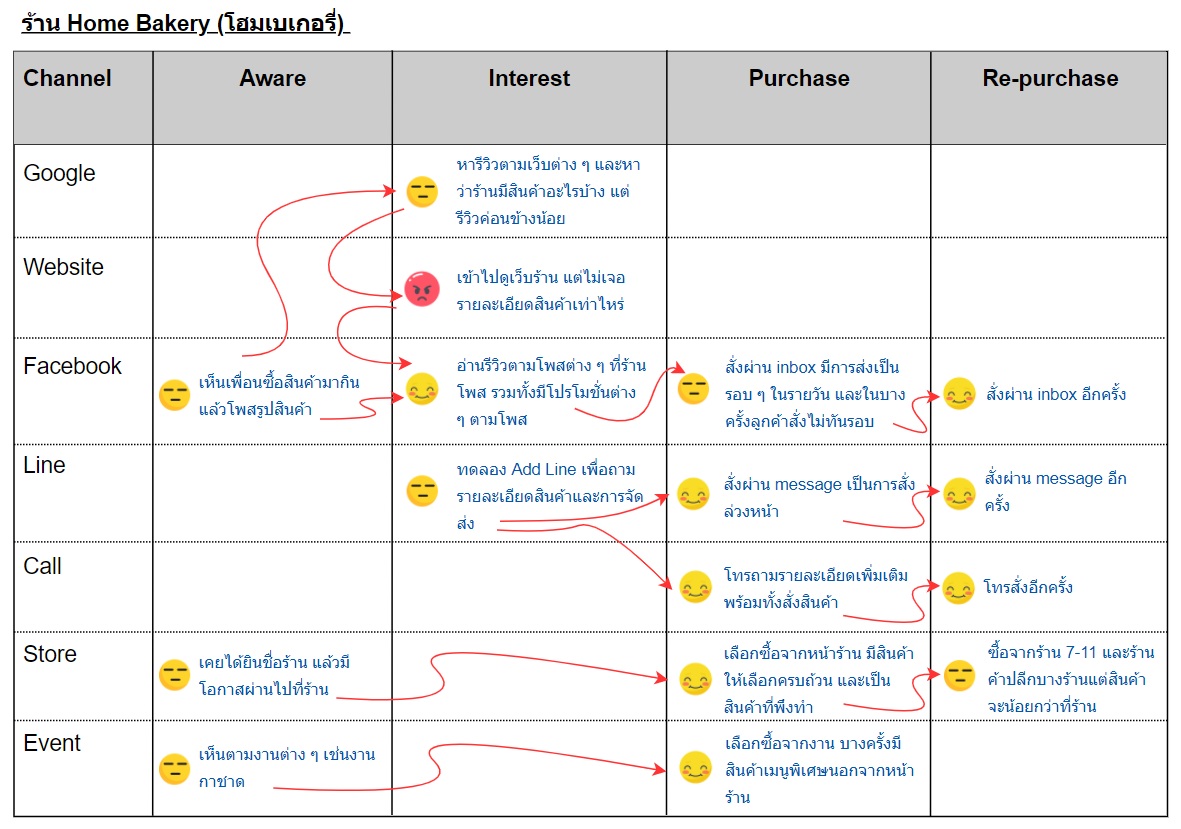 ร้าน Home Bakery (โฮมเบเกอรี่)
Channel
Aware
Interest
Purchase
Re-purchase
Google
หารีวิวตามเว็บต่าง ๆ และหา
ว่าร้านมีสินค้าอะไรบ้าง แต่
รีวิวค่อนข้างน้อย
Website
เข้าไปดูเว็บร้าน แต่ไม่เจอ
รายละเอียดสินค้าเท่าไหร่
Facebook
เห็นเพื่อนซื้อสินค้ามากิน
แล้วโพสรูปสินค้า
อ่านรีวิวตามโพสต่าง ๆ ที่ร้าน
โพส รวมทั้งมีโปรโมชั่นต่าง
ๆ ตามโพส
สั่งผ่าน inbox มีการส่งเป็น
รอบ ๆ ในรายวัน และในบาง
ครั้งลูกค้าสั่งไม่ทันรอบ
สั่งผ่าน inbox อีกครั้ง
Line
ทดลอง Add Line เพื่อถาม
รายละเอียดสินค้าและการจัด
ส่ง
สั่งผ่าน message เป็นการสั่ง
ล่วงหน้า
สั่งผ่าน message อีก
ครั้ง
Call
โทรถามรายละเอียดเพิ่มเติม
พร้อมทั้งสั่งสินค้า
โทรสั่งอีกครั้ง
Store
เคยได้ยินชื่อร้าน แล้วมี
โอกาสผ่านไปที่ร้าน
เลือกซื้อจากหน้าร้าน มีสินค้า
ให้เลือกครบถ้วน และเป็น
สินค้าที่พึงท่า
ซื้อจากร้าน 7-11 และร้าน
ค้าปลีกบางร้านแต่สินค้า
จะน้อยกว่าที่ร้าน
Event
เห็นตามงานต่าง ๆ เช่นงาน
กาชาด
เลือกซื้อจากงาน บางครั้งมี
สินค้าเมนูพิเศษนอกจากหน้า
ร้าน